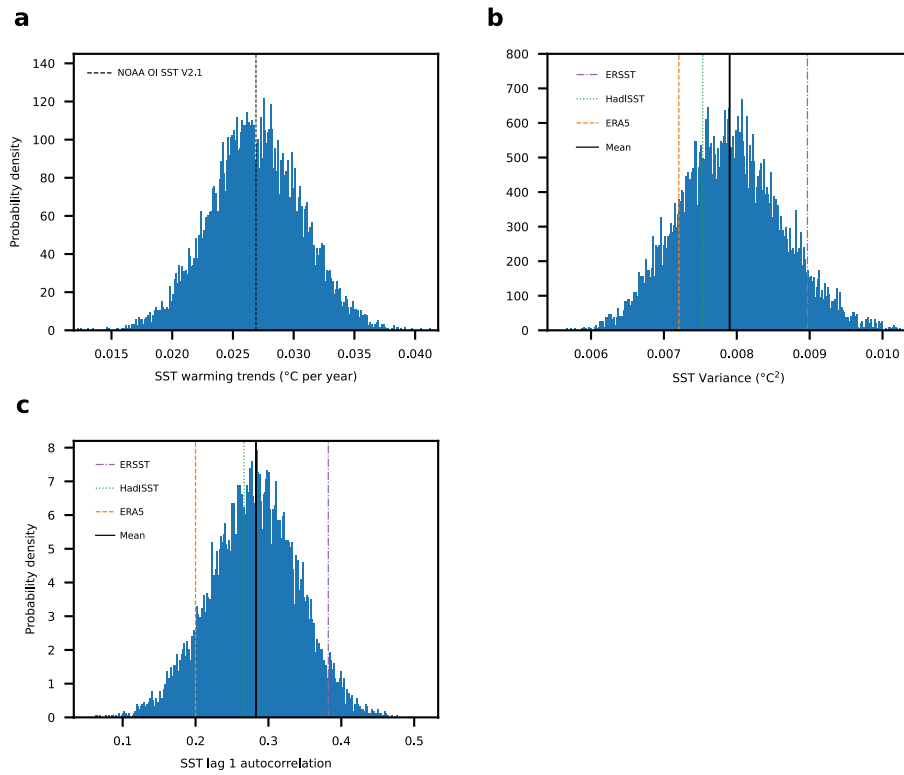 a
NOAA OI SST V2.1
Probability density
140
120
100
80
60
40
20
0
0.015 0.020 0.025 0.030 0.035 0.040
SST warming trends (°C per year)
b
ERSST
HadISST
ERA5
Mean
Probability density
800
700
600
500
400
300
200
100
0
0.006 0.007 0.008 0.009 0.010
SST Variance (°C²)
c
ERSST
HadISST
ERA5
Mean
Probability density
8
7
6
5
4
3
2
1
0
0.1 0.2 0.3 0.4 0.5
SST lag 1 autocorrelation